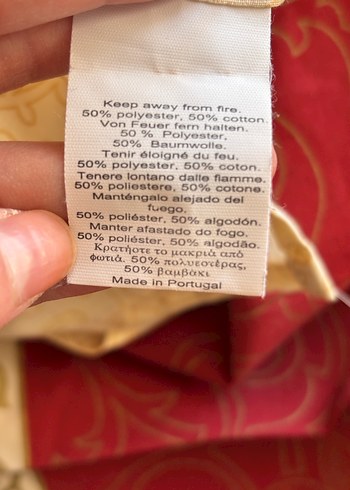 Keep away from fire.
50% polyester, 50% cotton.
Von Feuer fern halten.
50 % Polyester,
50% Baumwolle.
Tenir éloigné du feu.
50% polyester, 50% coton.
Tenere lontano dalle fiamme.
50% poliestere, 50% cotone.
Manténgalo alejado del
fuego.
50% poliéster, 50% algodón.
Manter afastado do fogo.
50% poliéster, 50% algodão.
Κρατήστε το μακριά από
φωτιά. 50% πολυεστέρας,
50% βαμβάκι
Made in Portugal